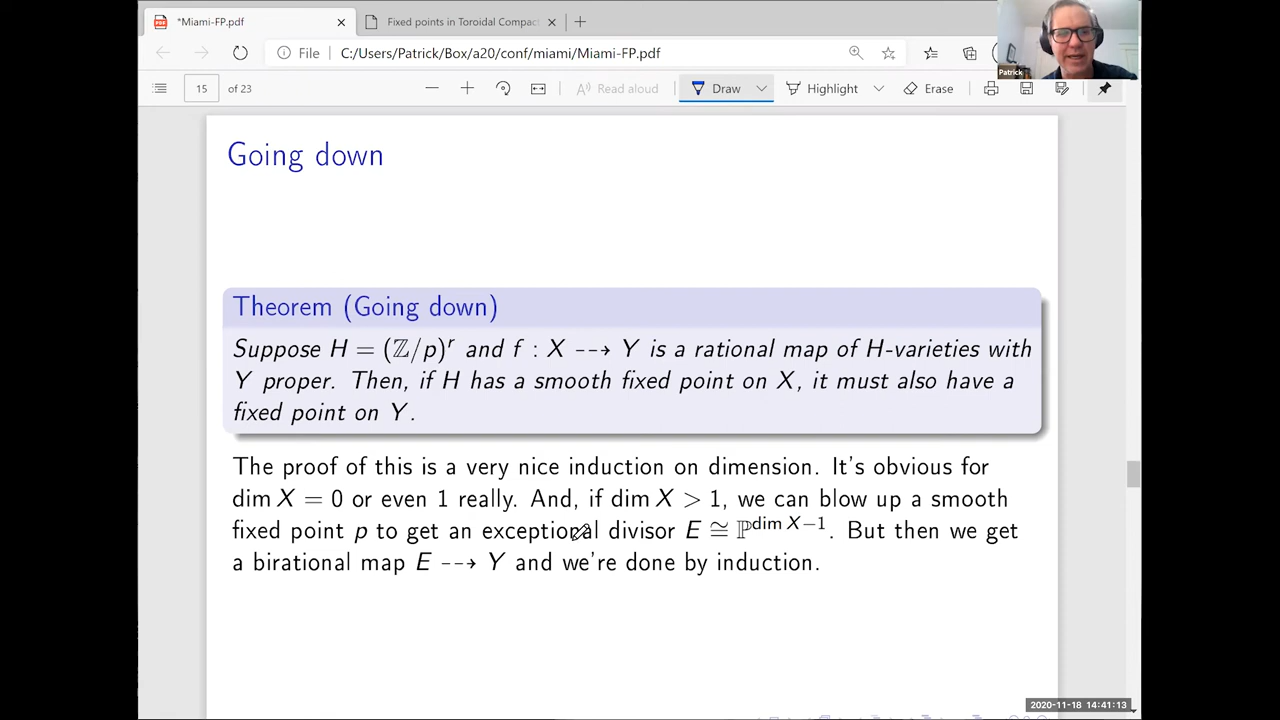 *Miami-FP.pdf
Fixed points in Toroidal Compac
File
C:/Users/Patrick/Box/a20/conf/miami/Miami-FP.pdf
Patrick
15 of 23
Read aloud
Draw
Highlight
Erase
Going down
Theorem (Going down)
Suppose H = (ℤ/p)^r and f : X --→ Y is a rational map of H-varieties with
Y proper. Then, if H has a smooth fixed point on X, it must also have a
fixed point on Y.
The proof of this is a very nice induction on dimension. It's obvious for
dim X = 0 or even 1 really. And, if dim X > 1, we can blow up a smooth
fixed point p to get an exceptional divisor E ≅ ℙ^{dim X−1}. But then we get
a birational map E --→ Y and we're done by induction.
2020-11-18 14:41:13